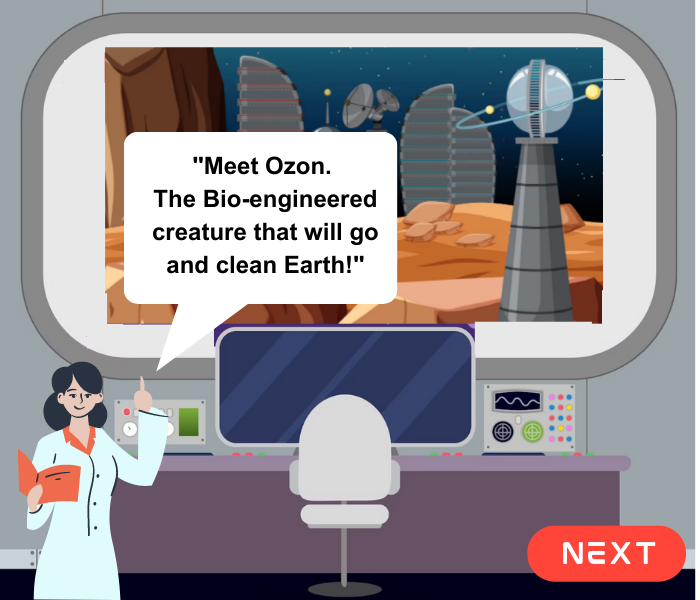 "Meet Ozon.
The Bio-engineered
creature that will go
and clean Earth!"
NEXT